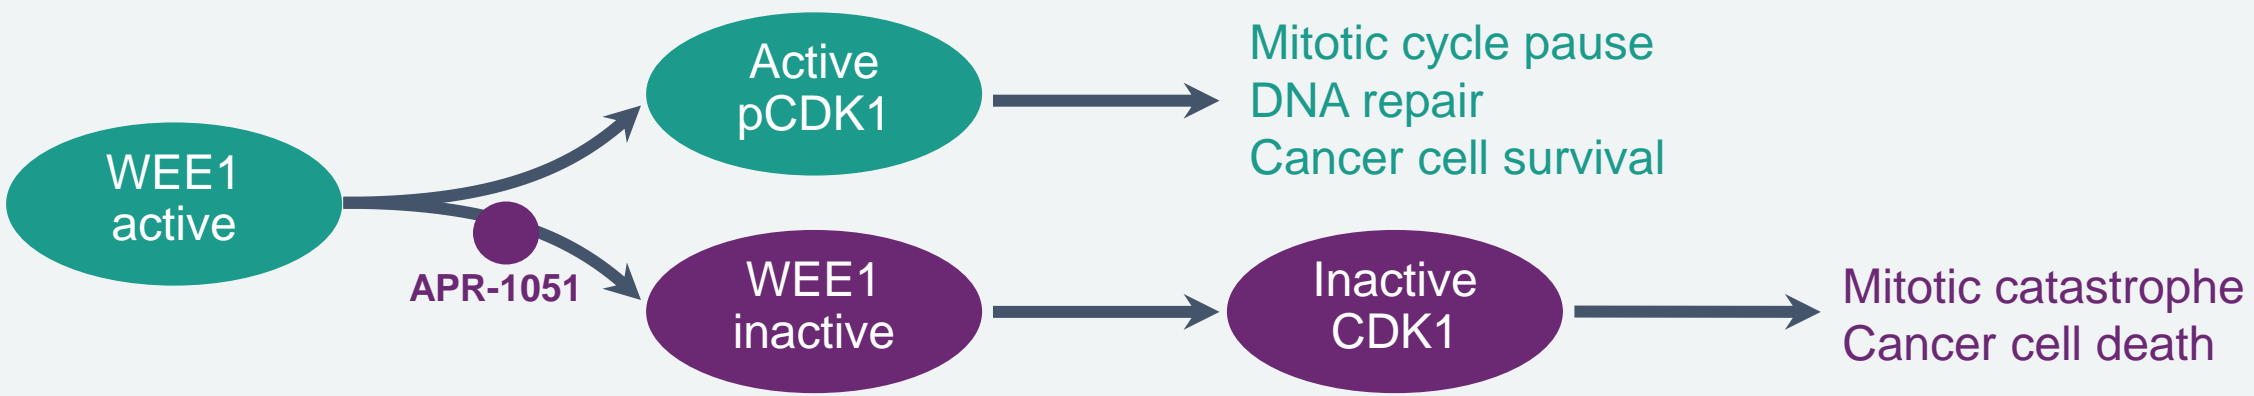 WEE1
active
Active
pCDK1
Mitotic cycle pause
DNA repair
Cancer cell survival
APR-1051
WEE1
inactive
Inactive
CDK1
Mitotic catastrophe
Cancer cell death